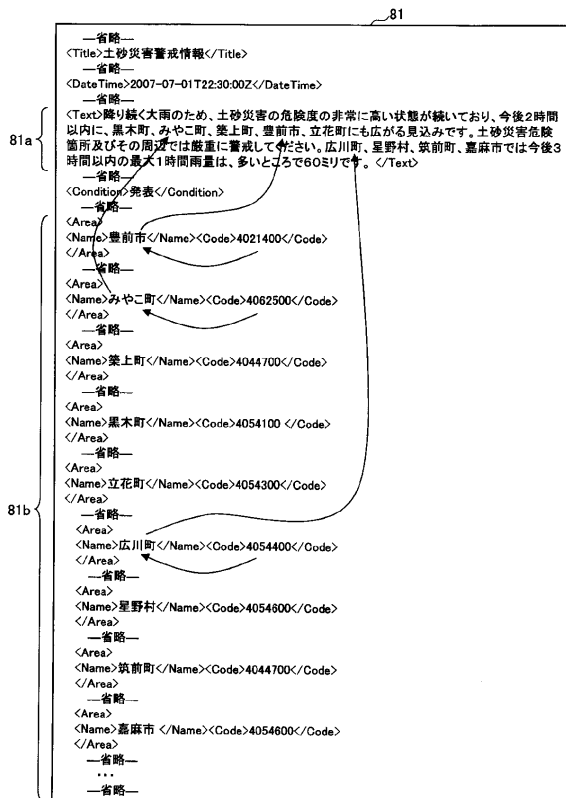 81
―省略―
<Title>土砂災害警戒情報</Title>
―省略―
<DateTime>2007-07-01T22:30:00Z</DateTime>
―省略―
81a
<Text>降り続く大雨のため、土砂災害の危険度の非常に高い状態が続いており、今後2時間
以内に、黒木町、みやこ町、築上町、豊前市、立花町にも広がる見込みです。土砂災害危険
箇所及びその周辺では厳重に警戒してください。広川町、星野村、筑前町、嘉麻市では今後3
時間以内の最大1時間雨量は、多いところで60ミリです。</Text>
―省略―
<Condition>発表</Condition>
―省略―
81b
<Area>
<Name>豊前市</Name><Code>4021400</Code>
</Area>
―省略―
<Area>
<Name>みやこ町</Name><Code>4062500</Code>
</Area>
―省略―
<Area>
<Name>築上町</Name><Code>4044700</Code>
</Area>
―省略―
<Area>
<Name>黒木町</Name><Code>4054100 </Code>
</Area>
―省略―
<Area>
<Name>立花町</Name><Code>4054300</Code>
</Area>
―省略―
<Area>
<Name>広川町</Name><Code>4054400</Code>
</Area>
―省略―
<Area>
<Name>星野村</Name><Code>4054600</Code>
</Area>
―省略―
<Area>
<Name>筑前町</Name><Code>4044700</Code>
</Area>
―省略―
<Area>
<Name>嘉麻市 </Name><Code>4054600</Code>
</Area>
―省略―
…
―省略―